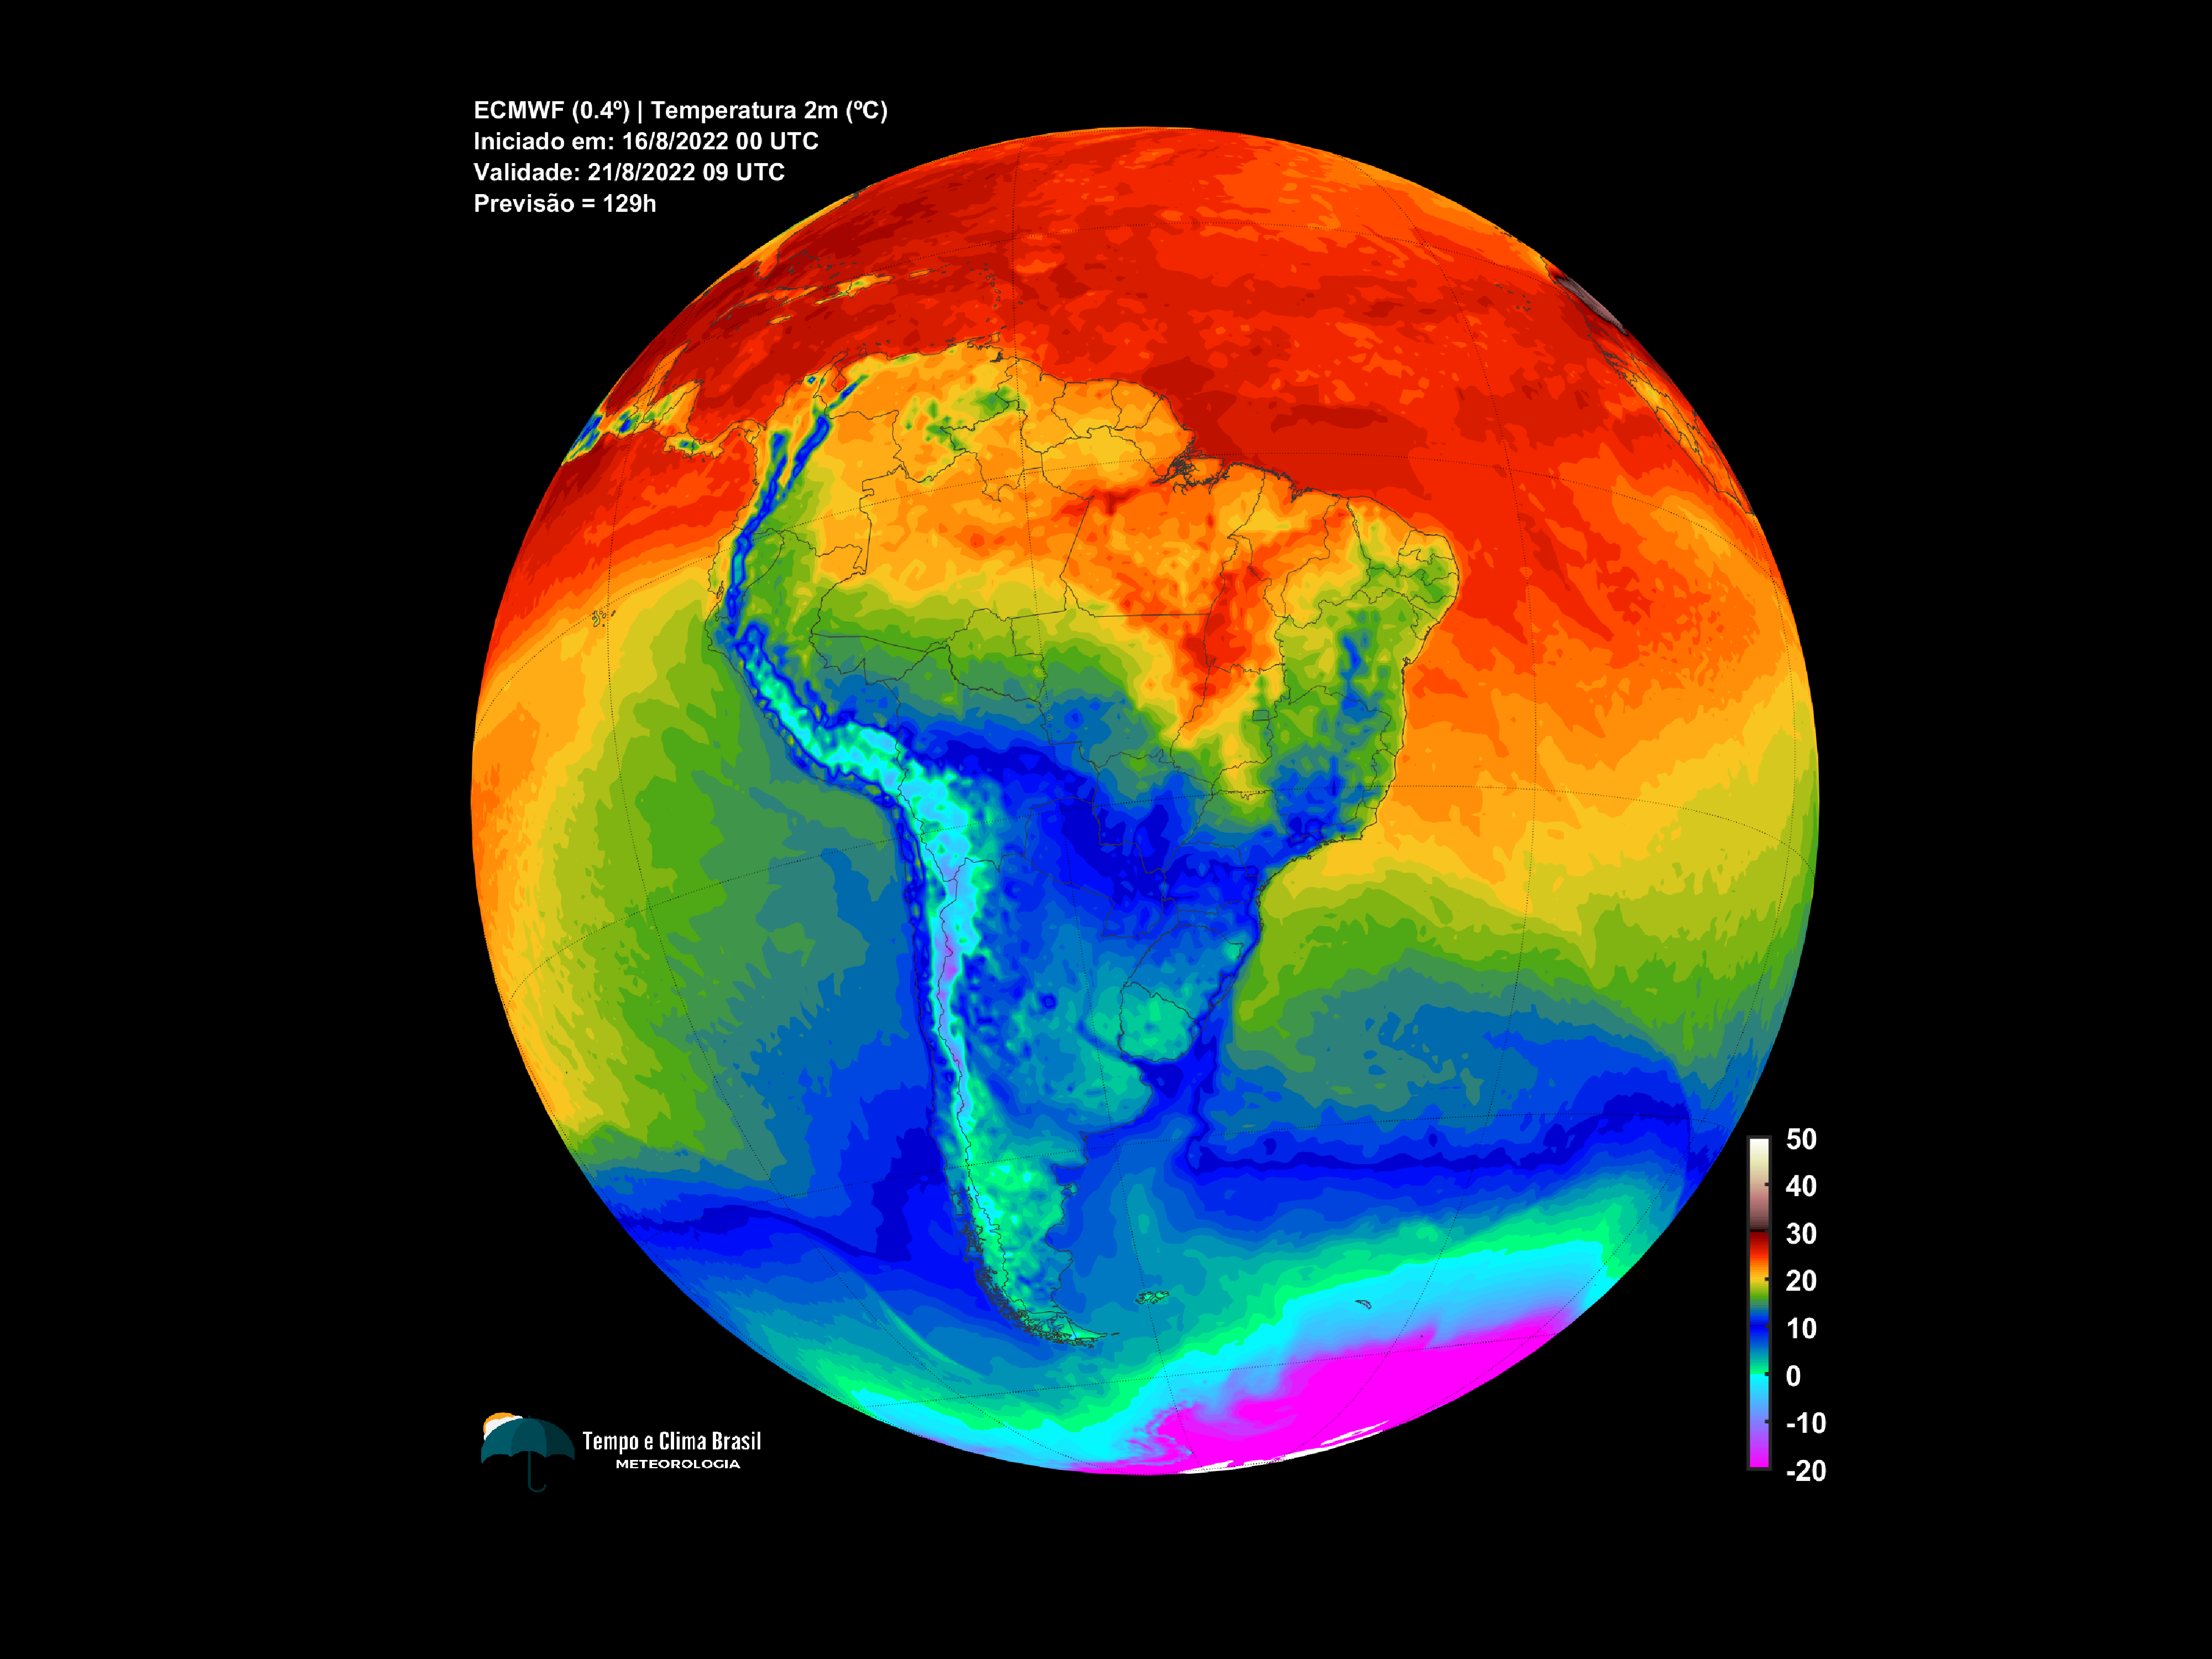 ECMWF (0.4º) | Temperatura 2m (ºC)
Iniciado em: 16/8/2022 00 UTC
Validade: 21/8/2022 09 UTC
Previsão = 129h
50
40
30
20
10
0
-10
-20
Tempo e Clima Brasil
METEOROLOGIA